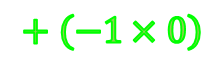 + (−1 × 0)